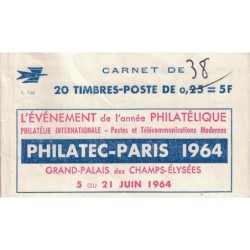 CARNET DE 38
20 TIMBRES-POSTE DE 0,25 = 5F
L'ÉVÉNEMENT de l'année PHILATÉLIQUE
PHILATÉLIE INTERNATIONALE - Postes et Télécommunications Modernes
PHILATEC-PARIS 1964
GRAND-PALAIS des CHAMPS-ÉLYSÉES
5 au 21 JUIN 1964